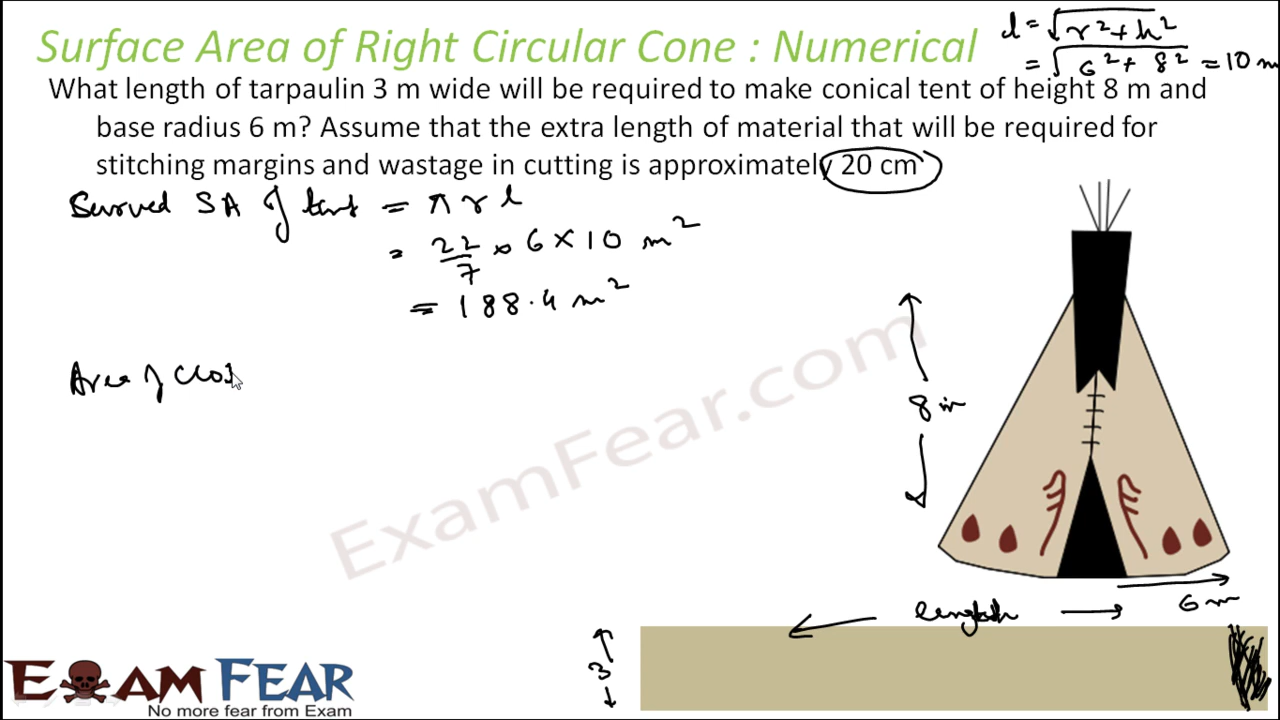 Surface Area of Right Circular Cone : Numerical
l = √r² + h²
= √6² + 8² = 10 m
What length of tarpaulin 3 m wide will be required to make conical tent of height 8 m and
base radius 6 m? Assume that the extra length of material that will be required for
stitching margins and wastage in cutting is approximately 20 cm
SA of tent = π r l
= 22/7 × 6 × 10 m²
= 188.4 m²
Area of Clot
8 m
6 m
length
3
ExamFear.com
EXAM FEAR
No more fear from Exam